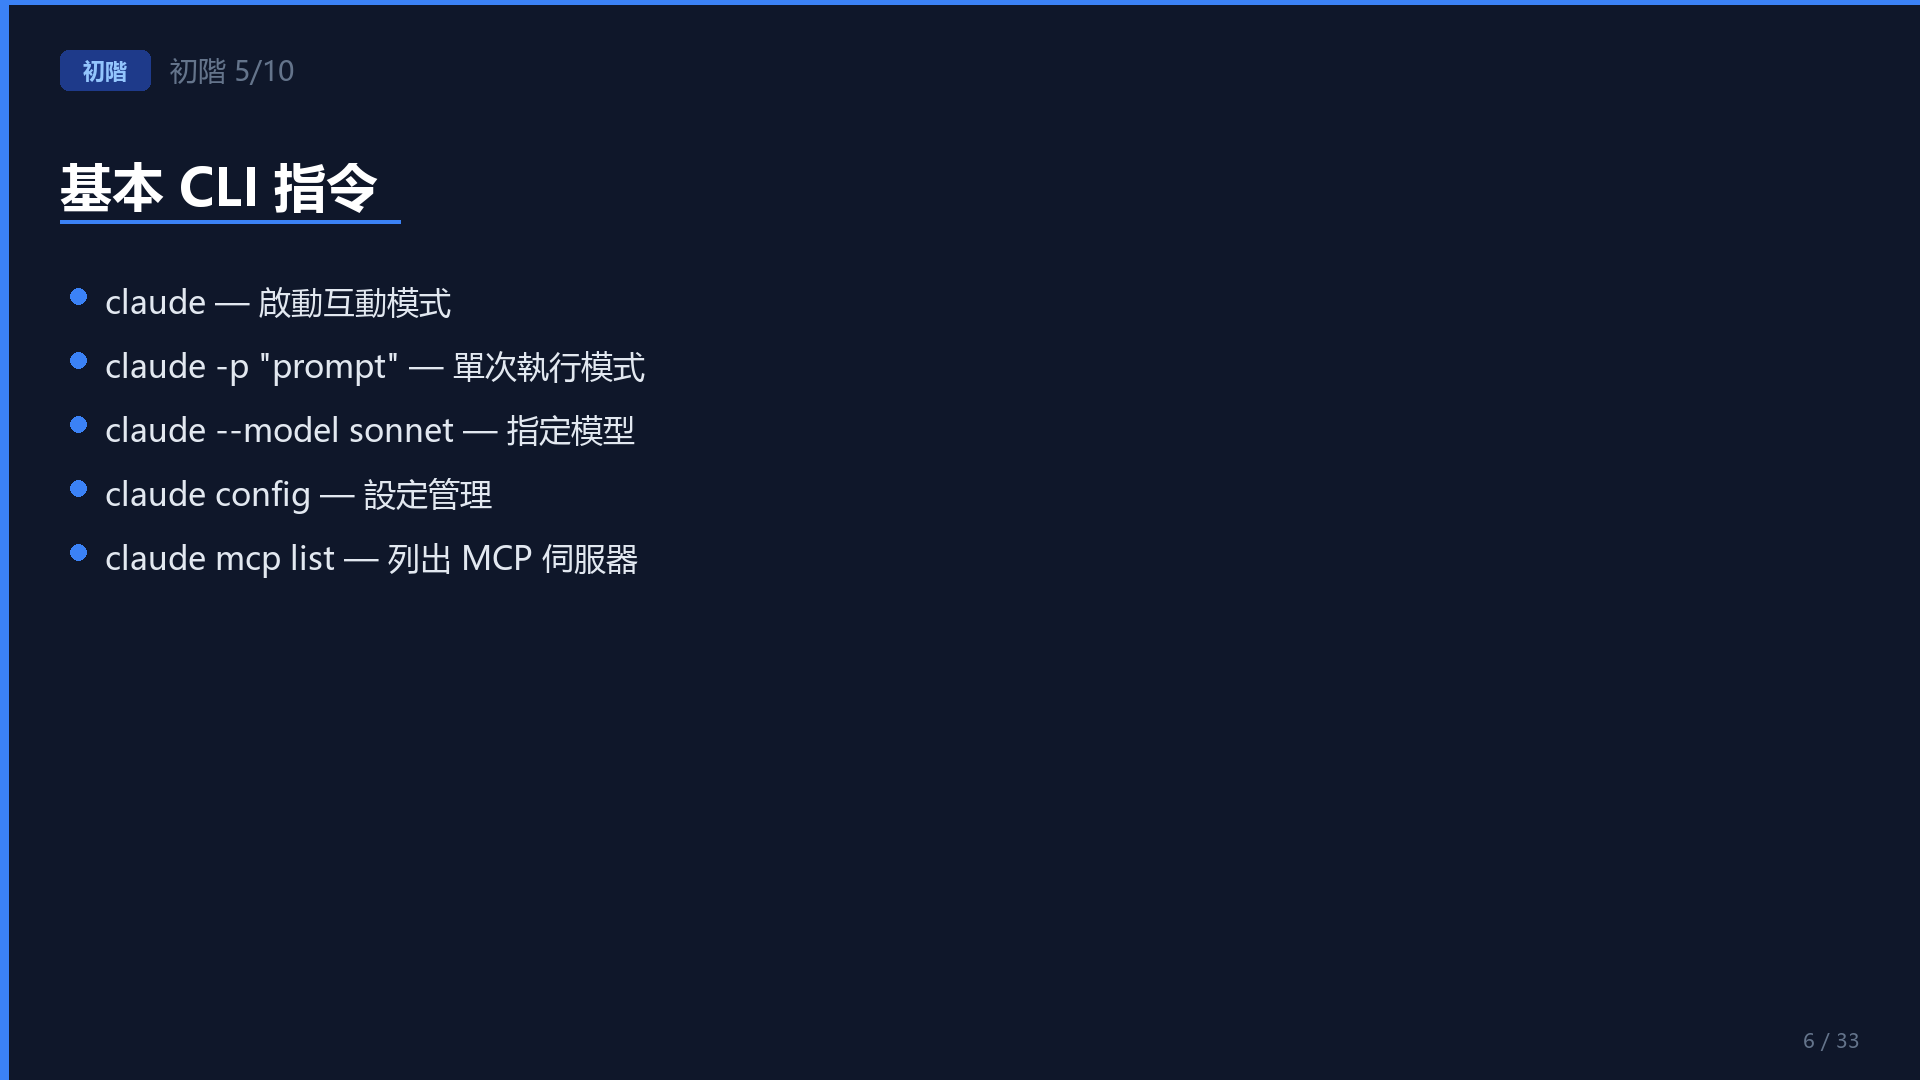 初階 初階 5/10
基本 CLI 指令
claude — 啟動互動模式
claude -p "prompt" — 單次執行模式
claude --model sonnet — 指定模型
claude config — 設定管理
claude mcp list — 列出 MCP 伺服器
6 / 33